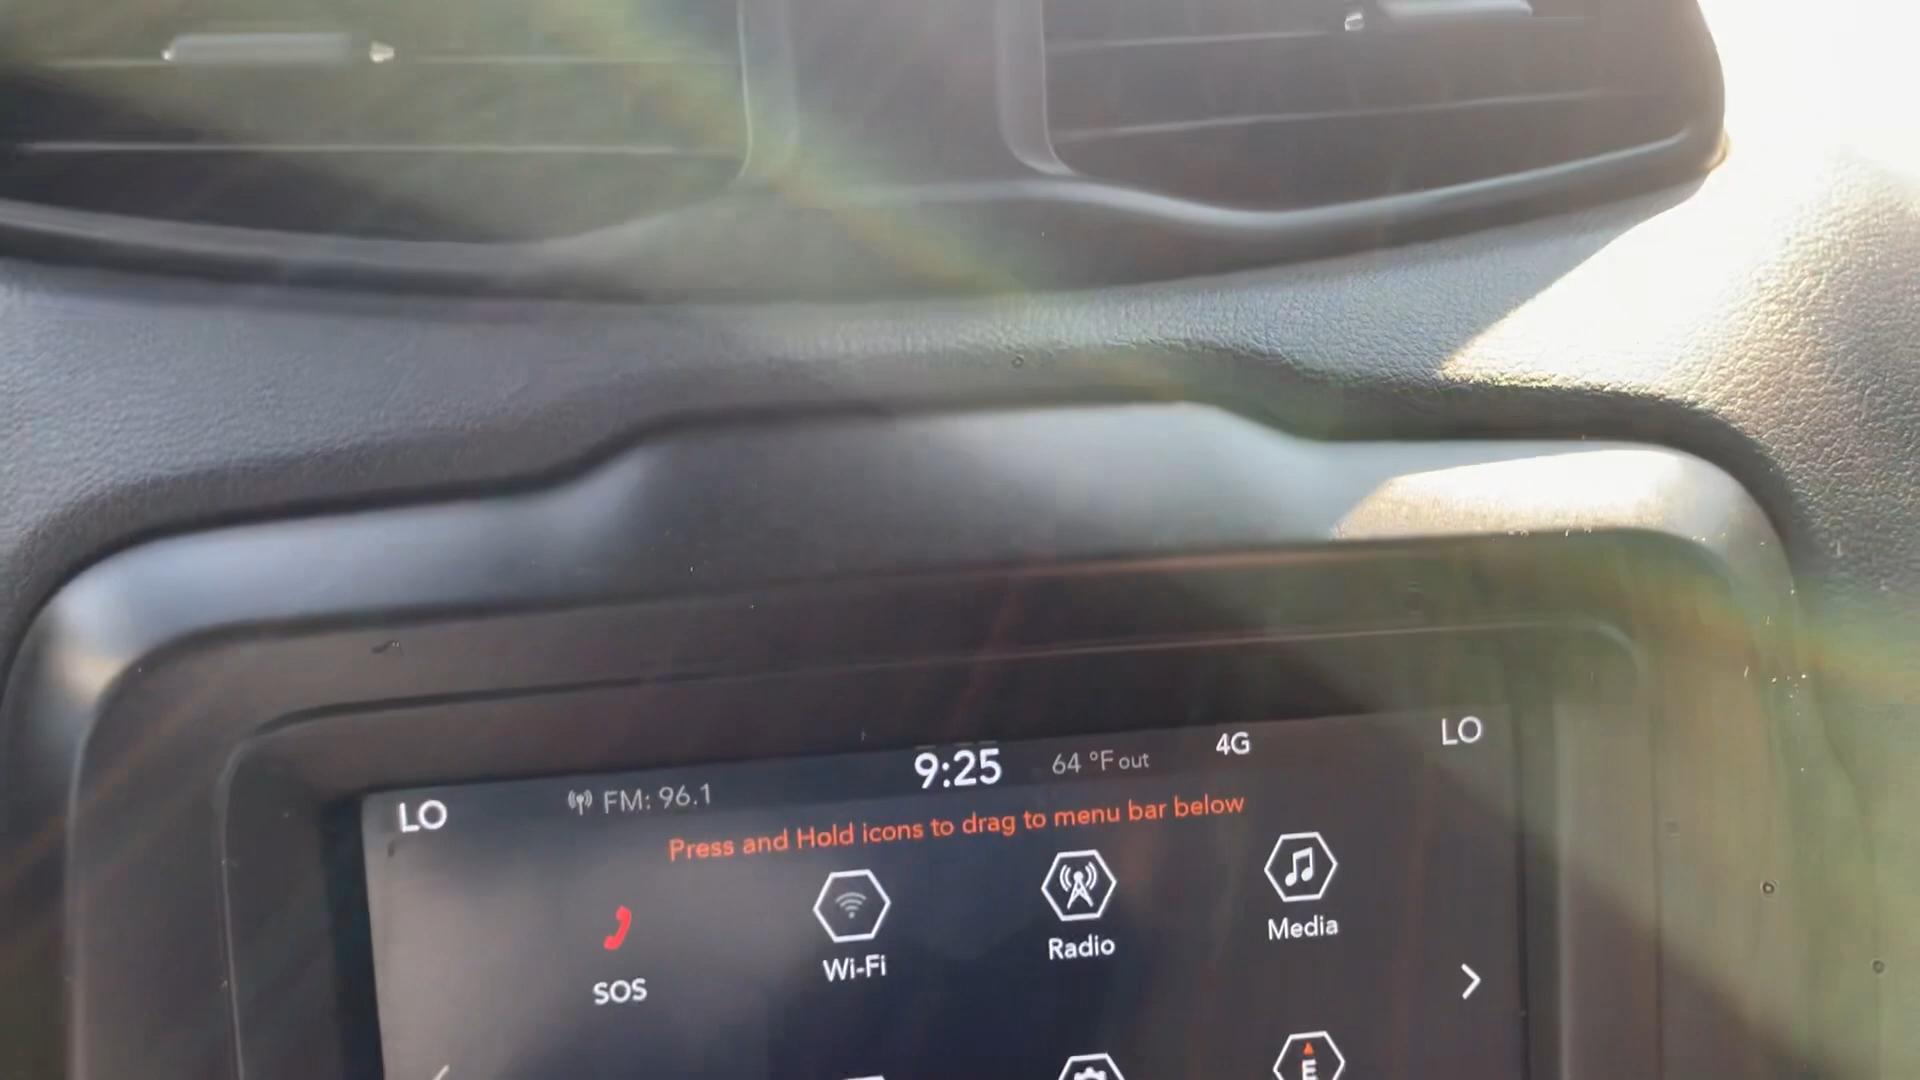 LO FM: 96.1 9:25 64 °F out 4G LO
Press and Hold icons to drag to menu bar below
SOS Wi-Fi Radio Media
E